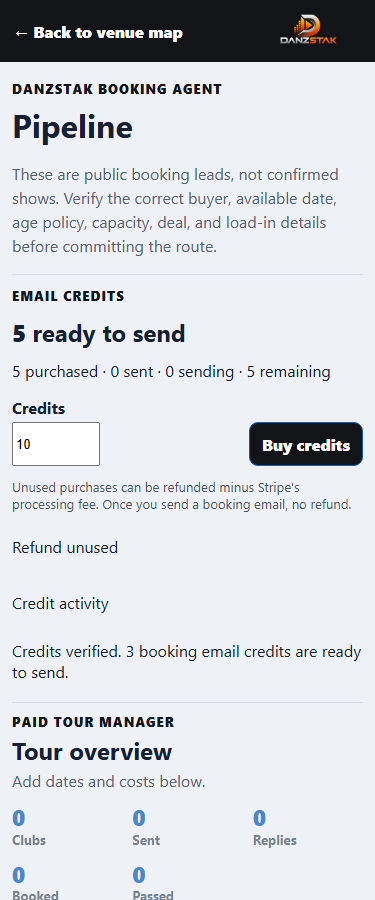 ← Back to venue map
DANZSTAK
DANZSTAK BOOKING AGENT
Pipeline
These are public booking leads, not confirmed
shows. Verify the correct buyer, available date,
age policy, capacity, deal, and load-in details
before committing the route.
EMAIL CREDITS
5 ready to send
5 purchased · 0 sent · 0 sending · 5 remaining
Credits
10
Buy credits
Unused purchases can be refunded minus Stripe's
processing fee. Once you send a booking email, no refund.
Refund unused
Credit activity
Credits verified. 3 booking email credits are ready
to send.
PAID TOUR MANAGER
Tour overview
Add dates and costs below.
0 0 0
Clubs Sent Replies
0 0
Booked Passed